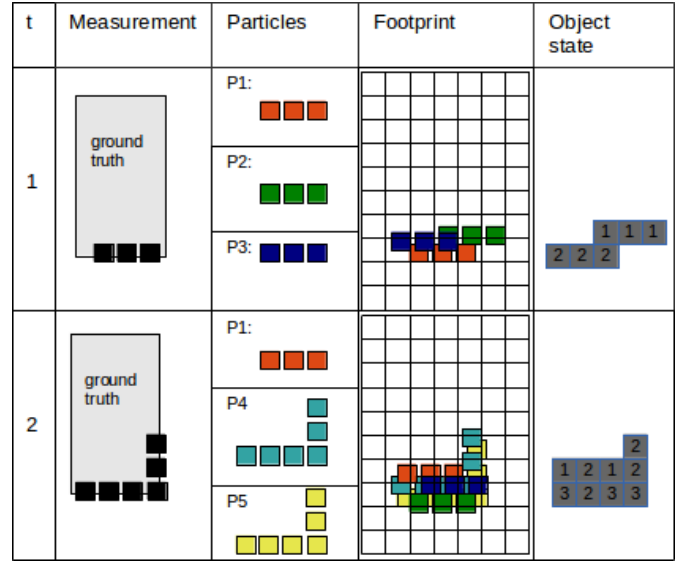 t Measurement Particles Footprint Object
state
P1:
ground
truth
P2:
1
P3:
1 1 1
2 2 2
P1:
ground
truth
P4
2
2
1 2 1 2
3 2 3 3
P5